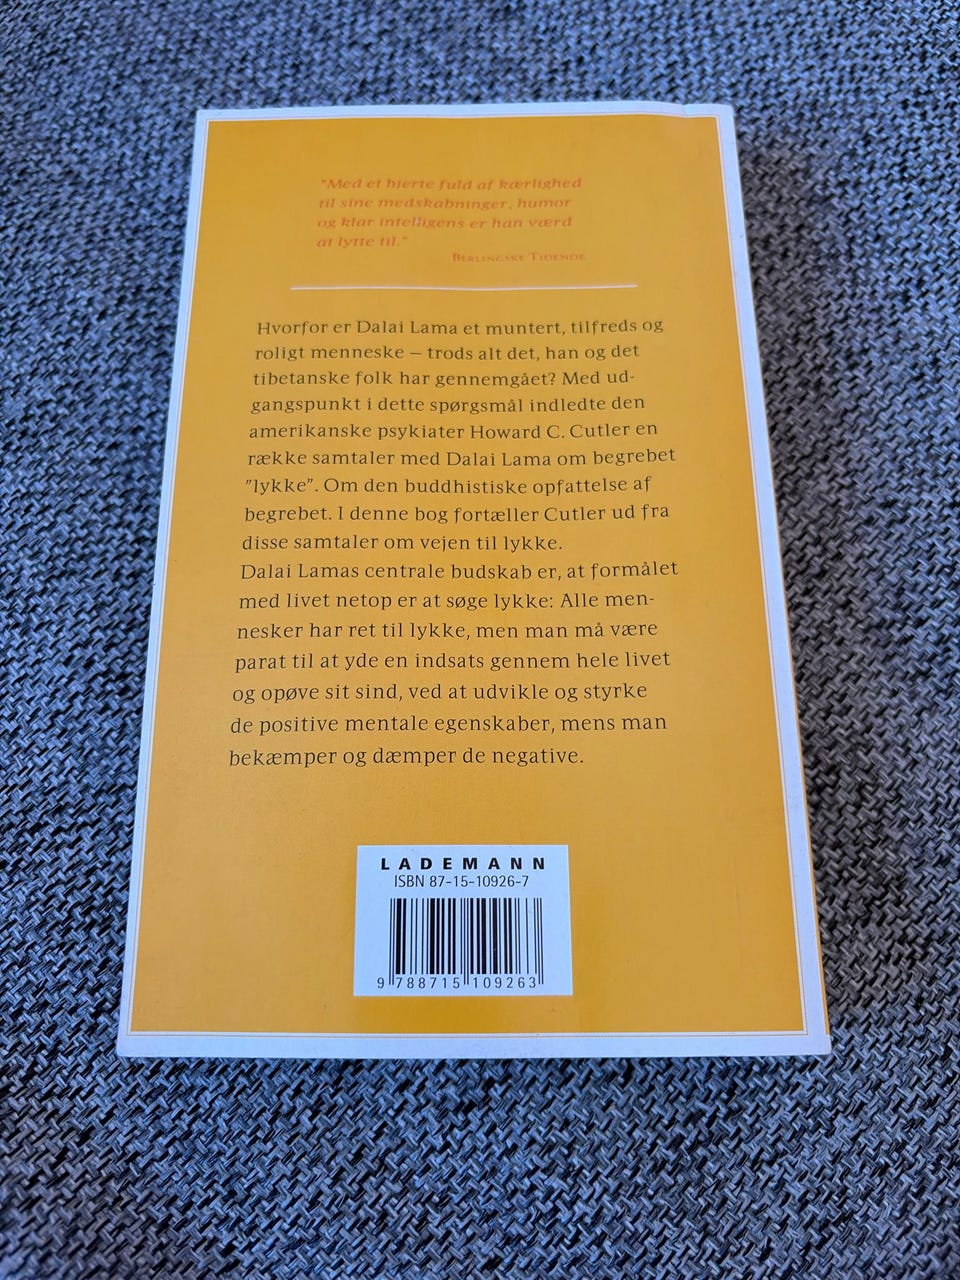 "Med et hjerte fuld af kærlighed
til sine medskabninger, humor
og klar intelligens er han værd
at lytte til."
BERLINGSKE TIDENDE
Hvorfor er Dalai Lama et muntert, tilfreds og
roligt menneske – trods alt det, han og det
tibetanske folk har gennemgået? Med ud-
gangspunkt i dette spørgsmål indledte den
amerikanske psykiater Howard C. Cutler en
række samtaler med Dalai Lama om begrebet
"lykke". Om den buddhistiske opfattelse af
begrebet. I denne bog fortæller Cutler ud fra
disse samtaler om vejen til lykke.
Dalai Lamas centrale budskab er, at formålet
med livet netop er at søge lykke: Alle men-
nesker har ret til lykke, men man må være
parat til at yde en indsats gennem hele livet
og opøve sit sind, ved at udvikle og styrke
de positive mentale egenskaber, mens man
bekæmper og dæmper de negative.
LADEMANN
ISBN 87-15-10926-7
9 788715 109263